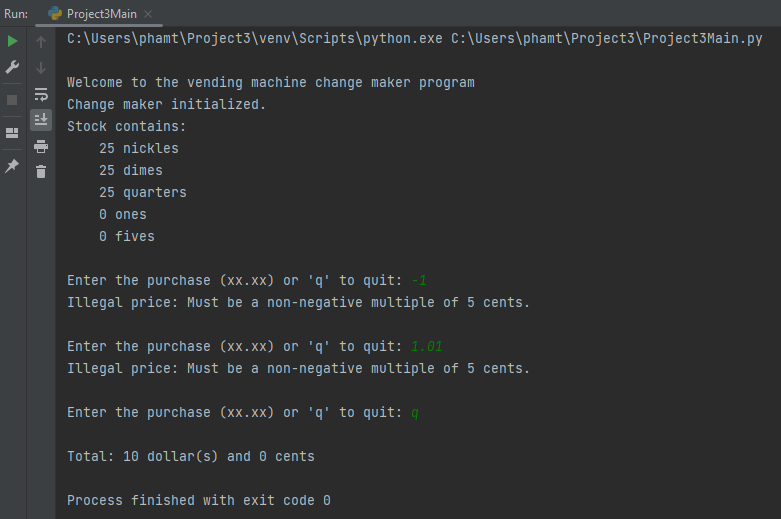 Run: Project3Main
C:\Users\phamt\Project3\venv\Scripts\python.exe C:\Users\phamt\Project3\Project3Main.py
Welcome to the vending machine change maker program
Change maker initialized.
Stock contains:
25 nickles
25 dimes
25 quarters
0 ones
0 fives
Enter the purchase (xx.xx) or 'q' to quit: -1
Illegal price: Must be a non-negative multiple of 5 cents.
Enter the purchase (xx.xx) or 'q' to quit: 1.01
Illegal price: Must be a non-negative multiple of 5 cents.
Enter the purchase (xx.xx) or 'q' to quit: q
Total: 10 dollar(s) and 0 cents
Process finished with exit code 0